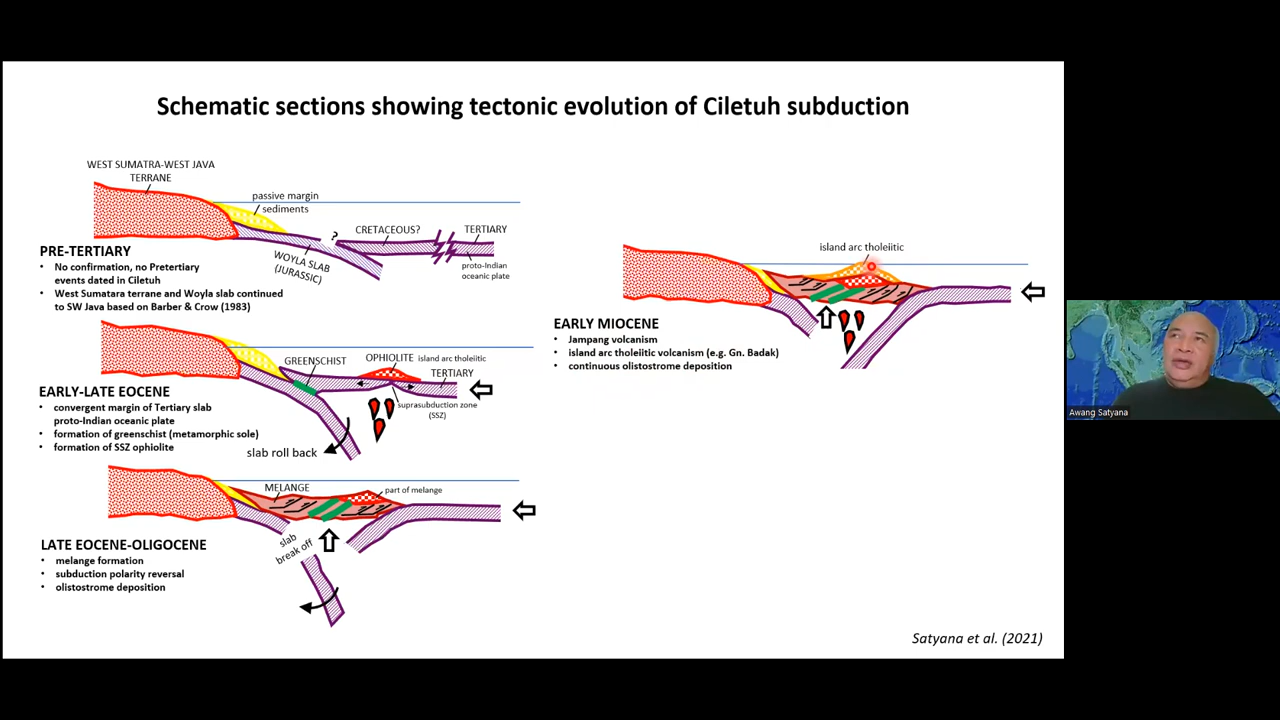 Schematic sections showing tectonic evolution of Ciletuh subduction
WEST SUMATRA-WEST JAVA
TERRANE
passive margin
sediments
?
CRETACEOUS?
TERTIARY
WOYLA SLAB
(JURASSIC)
proto-Indian
oceanic plate
PRE-TERTIARY
• No confirmation, no Pretertiary
events dated in Ciletuh
• West Sumatara terrane and Woyla slab continued
to SW Java based on Barber & Crow (1983)
GREENSCHIST
OPHIOLITE
island arc tholeiitic
TERTIARY
suprasubduction zone
(SSZ)
slab roll back
EARLY-LATE EOCENE
• convergent margin of Tertiary slab
proto-Indian oceanic plate
• formation of greenschist (metamorphic sole)
• formation of SSZ ophiolite
MELANGE
part of melange
slab
break off
LATE EOCENE-OLIGOCENE
• melange formation
• subduction polarity reversal
• olistostrome deposition
island arc tholeiitic
EARLY MIOCENE
• Jampang volcanism
• island arc tholeiitic volcanism (e.g. Gn. Badak)
• continuous olistostrome deposition
Satyana et al. (2021)
Awang Satyana